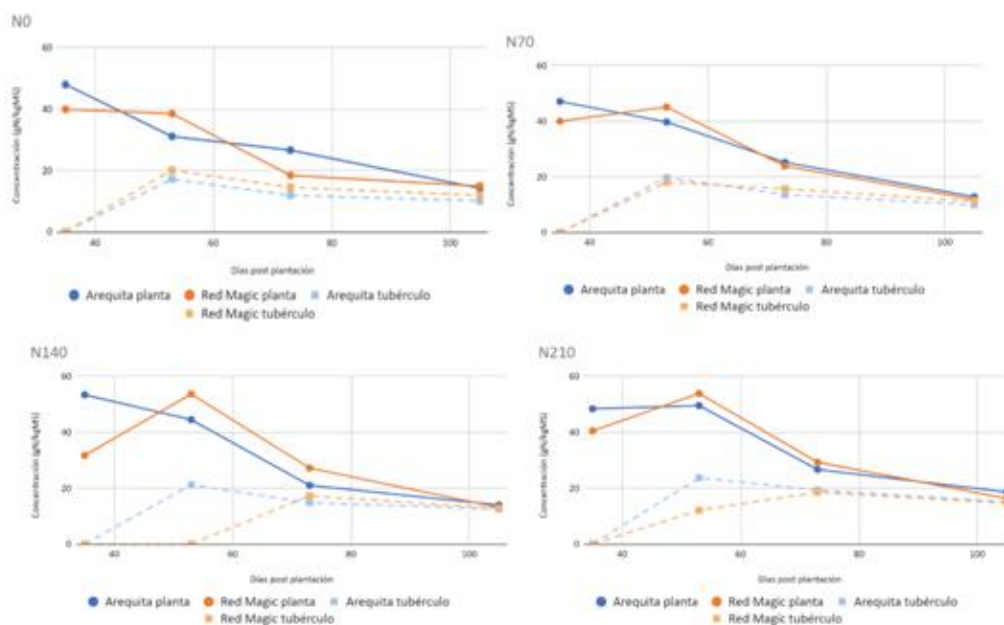 N0
60
40
20
0
Concentración (gN/kgMS)
40 60 80 100
Días post plantación
Arequita planta Red Magic planta Arequita tubérculo
Red Magic tubérculo
N70
60
40
20
0
Concentración (gN/kgMS)
40 60 80 100
Días post plantación
Arequita planta Red Magic planta Arequita tubérculo
Red Magic tubérculo
N140
60
40
20
0
Concentración (gN/kgMS)
40 60 80 100
Días post plantación
Arequita planta Red Magic planta Arequita tubérculo
Red Magic tubérculo
N210
60
40
20
0
Concentración (gN/kgMS)
40 60 80 100
Días post plantación
Arequita planta Red Magic planta Arequita tubérculo
Red Magic tubérculo